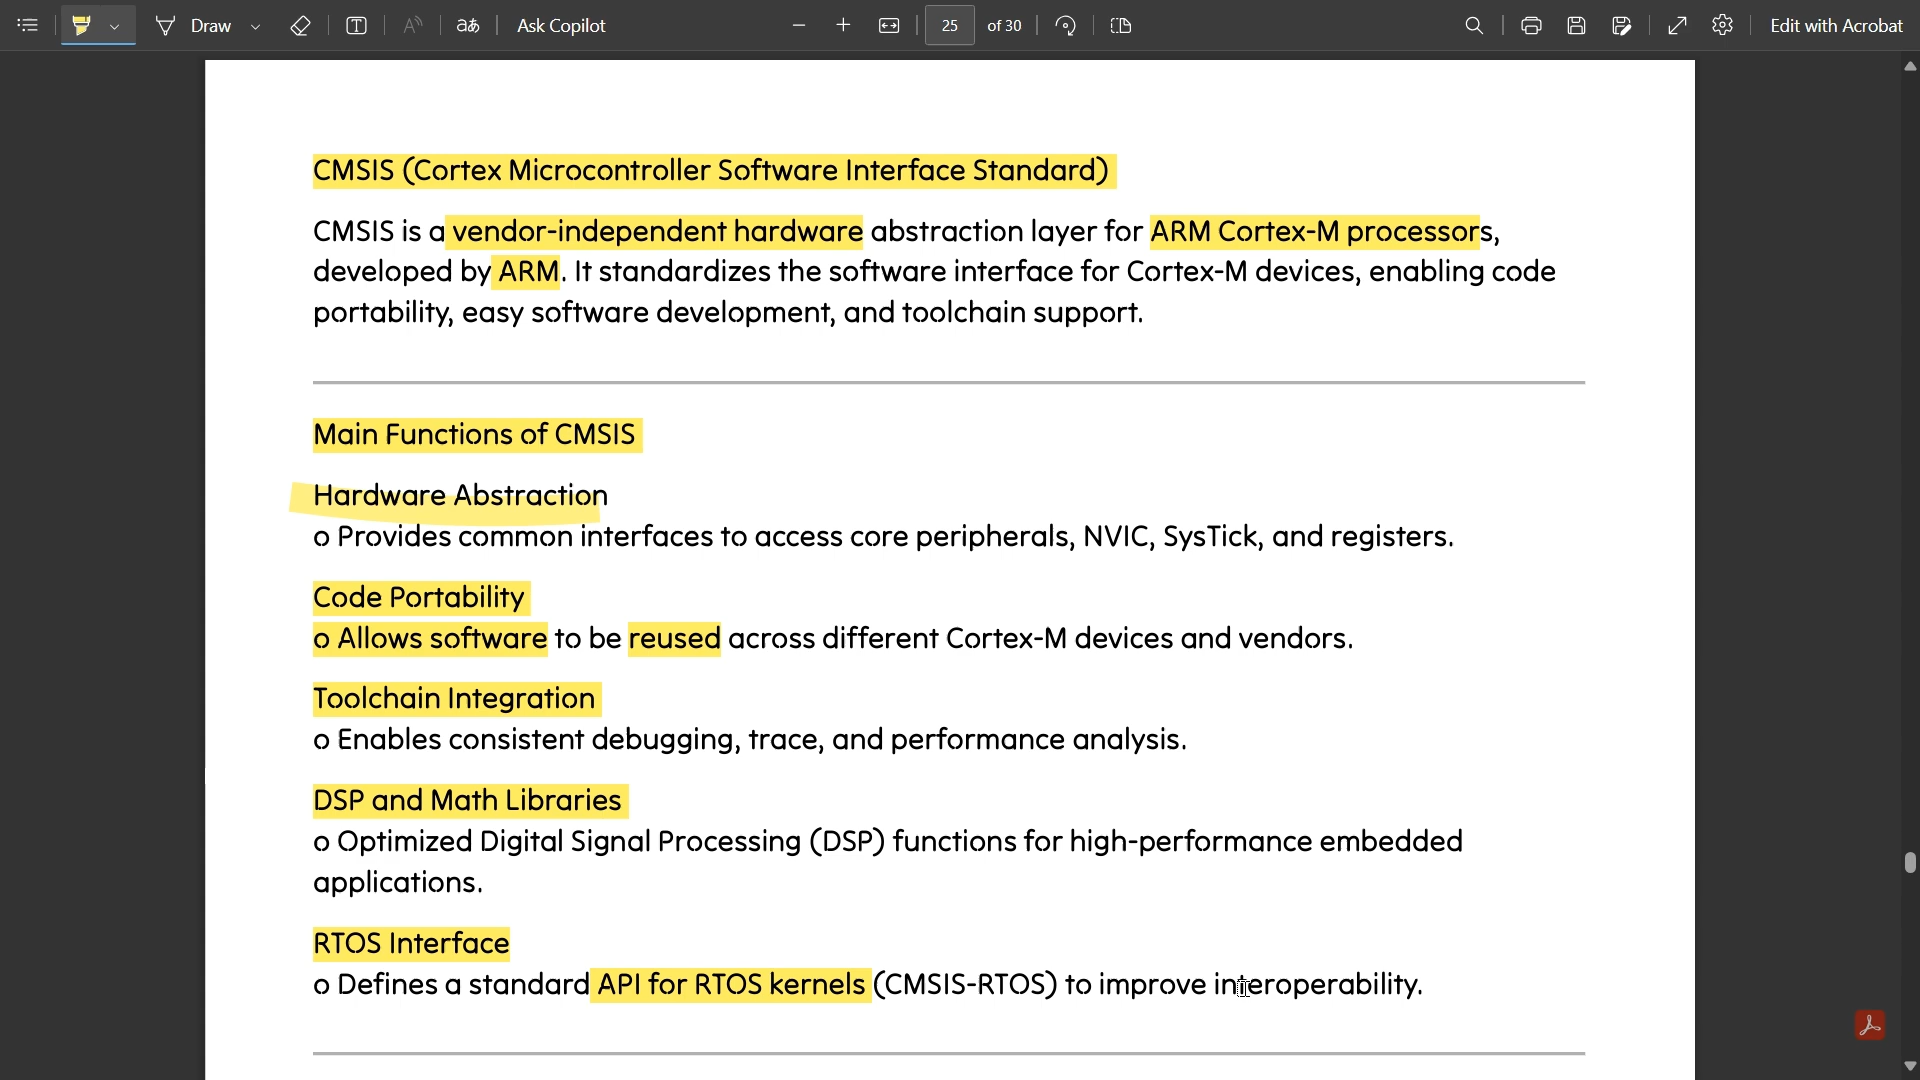 Draw
Ask Copilot
25 of 30
Edit with Acrobat
CMSIS (Cortex Microcontroller Software Interface Standard)
CMSIS is a vendor-independent hardware abstraction layer for ARM Cortex-M processors,
developed by ARM. It standardizes the software interface for Cortex-M devices, enabling code
portability, easy software development, and toolchain support.
Main Functions of CMSIS
Hardware Abstraction
o Provides common interfaces to access core peripherals, NVIC, SysTick, and registers.
Code Portability
o Allows software to be reused across different Cortex-M devices and vendors.
Toolchain Integration
o Enables consistent debugging, trace, and performance analysis.
DSP and Math Libraries
o Optimized Digital Signal Processing (DSP) functions for high-performance embedded
applications.
RTOS Interface
o Defines a standard API for RTOS kernels (CMSIS-RTOS) to improve interoperability.